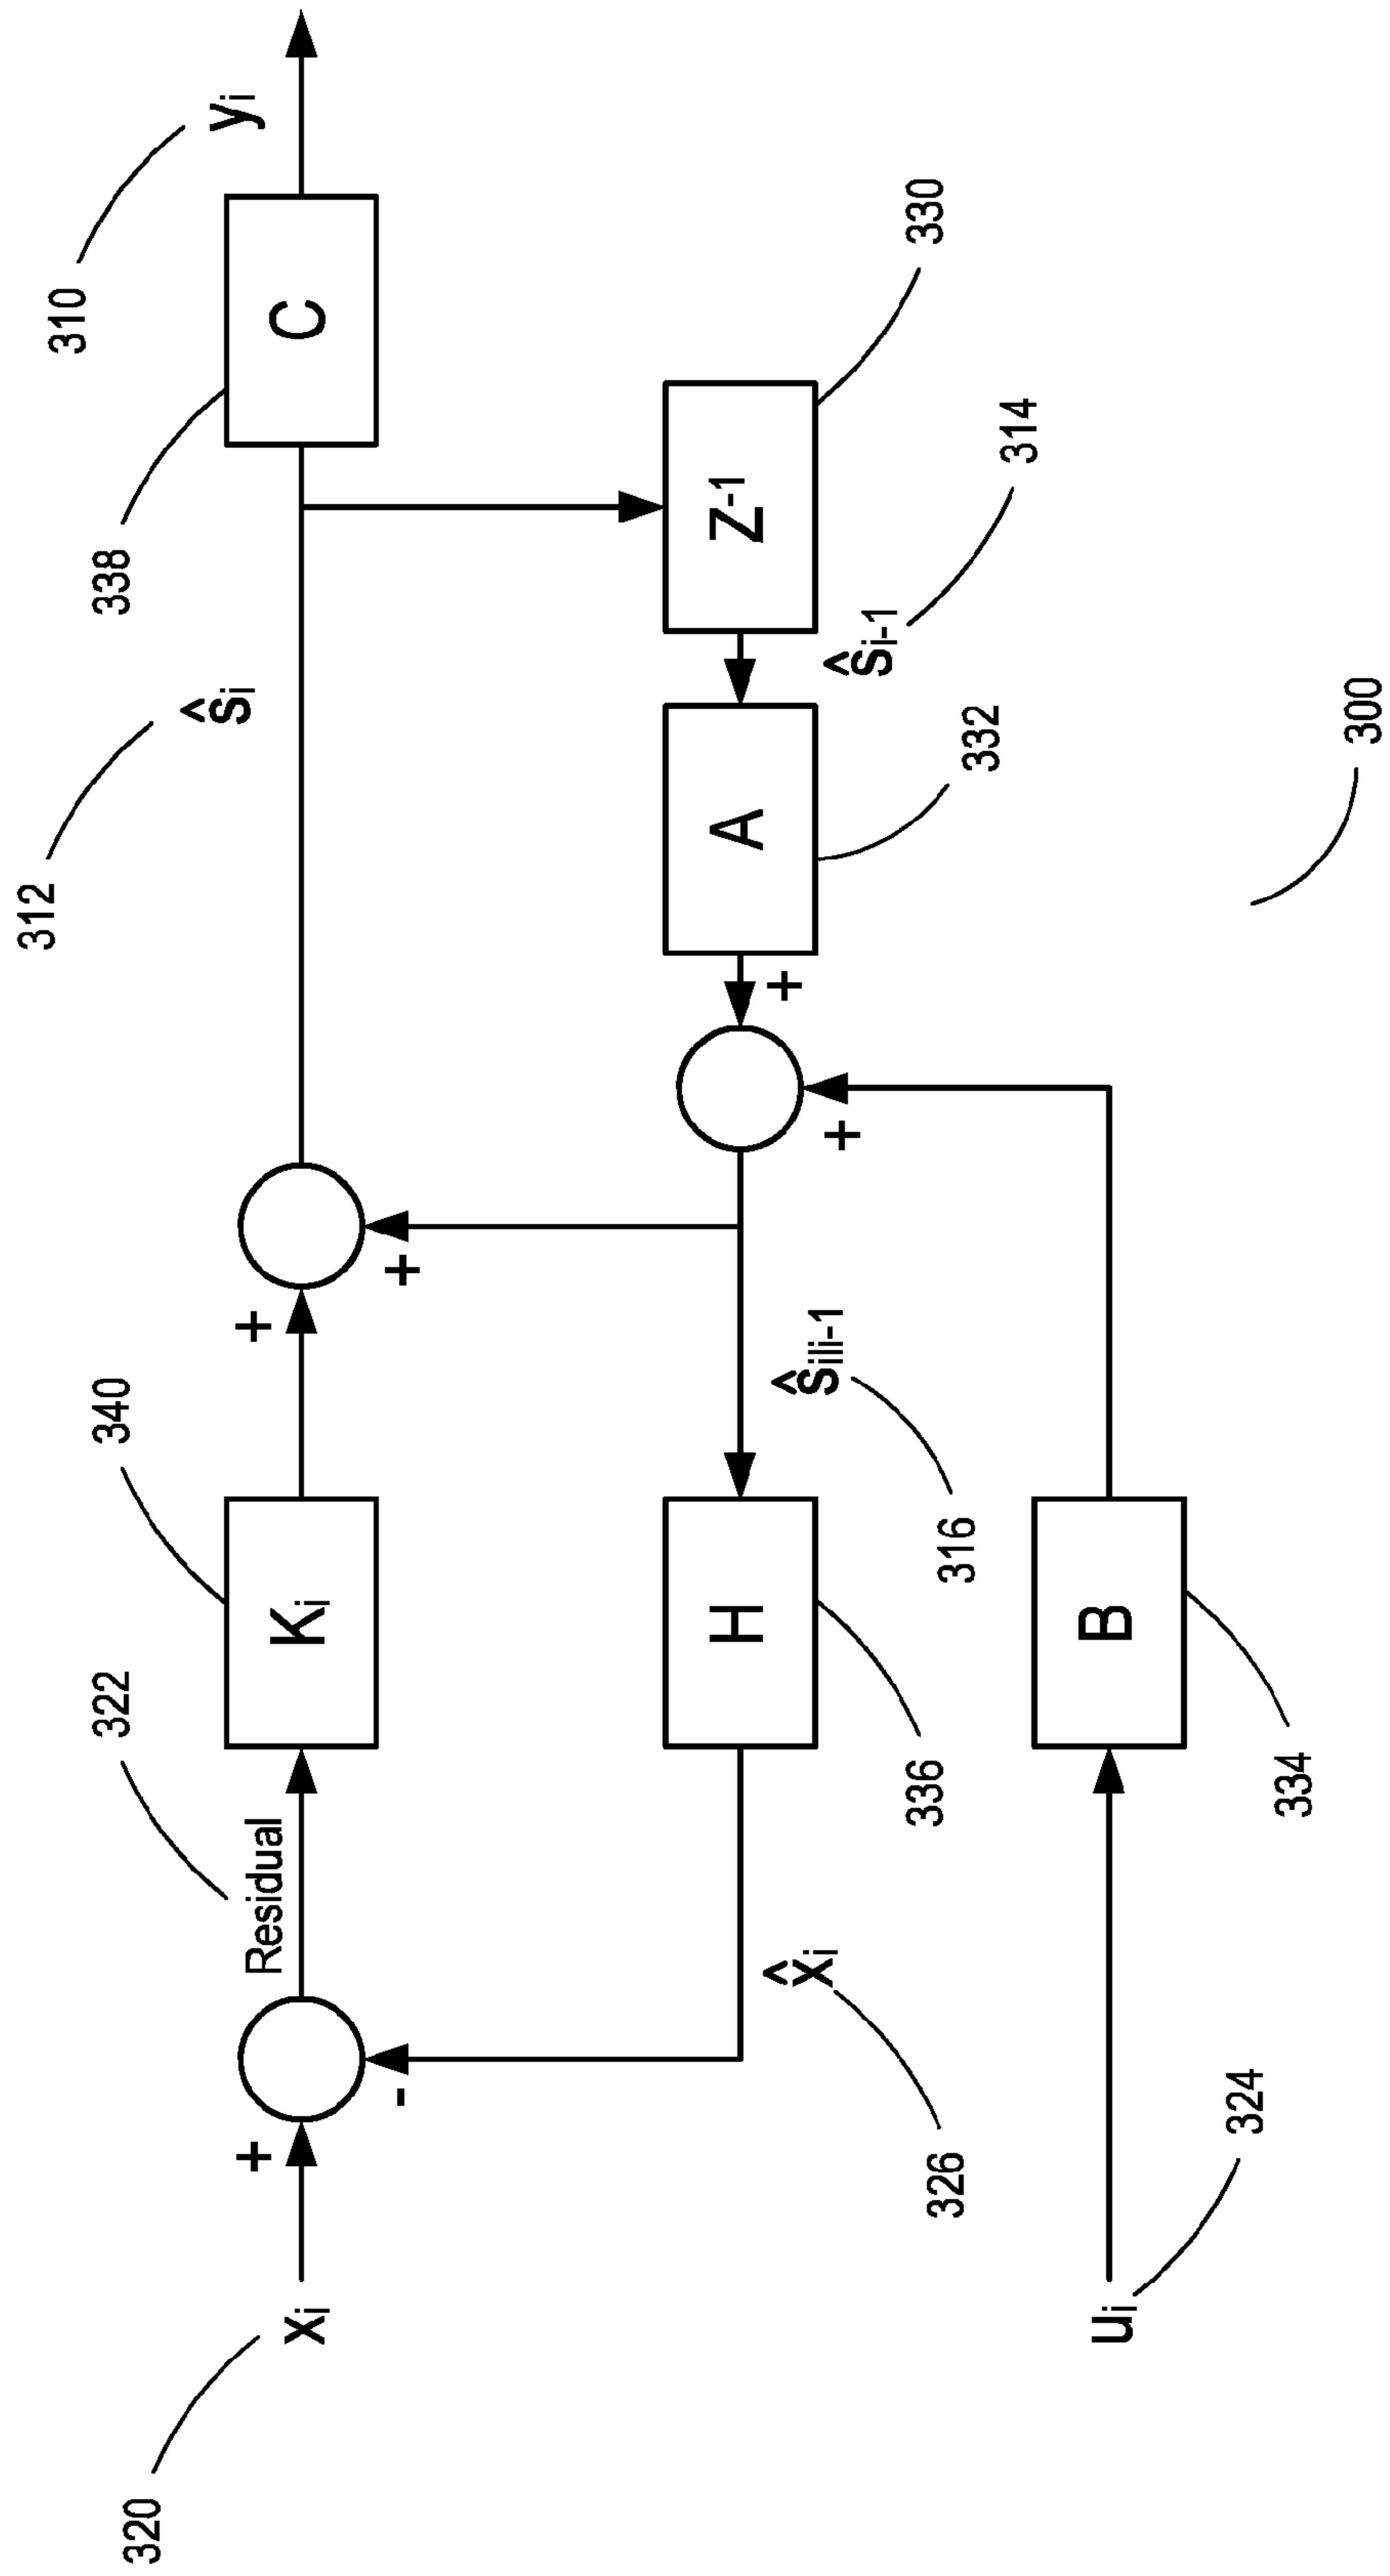 320
xᵢ
+
-
Residual
322
Kᵢ
340
+
+
312
ŝᵢ
338
C
310
yᵢ
326
x̂ᵢ
H
336
316
ŝᵢ|ᵢ₋₁
+
+
A
332
ŝᵢ₋₁
314
Z⁻¹
330
324
uᵢ
B
334
300